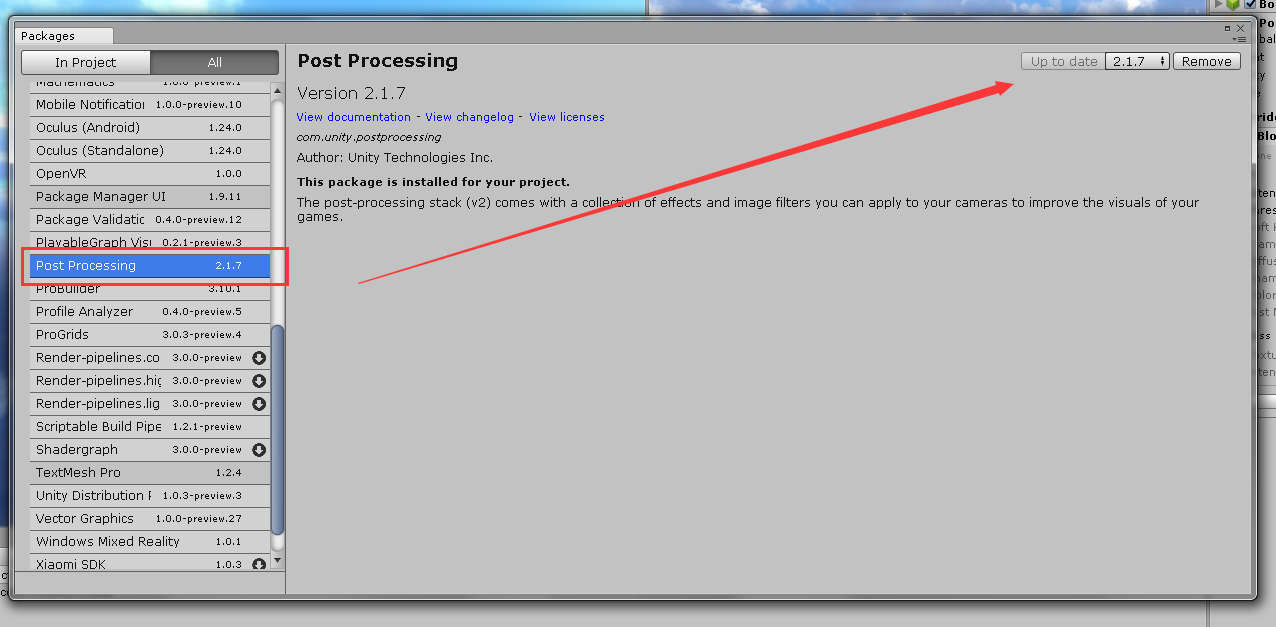 Packages
In Project
All
Mathematics 1.0.0-preview.1
Mobile Notification 1.0.0-preview.10
Oculus (Android) 1.24.0
Oculus (Standalone) 1.24.0
OpenVR 1.0.0
Package Manager UI 1.9.11
Package Validatic 0.4.0-preview.12
PlayableGraph Visu 0.2.1-preview.3
Post Processing 2.1.7
ProBuilder 3.10.1
Profile Analyzer 0.4.0-preview.5
ProGrids 3.0.3-preview.4
Render-pipelines.co 3.0.0-preview
Render-pipelines.hig 3.0.0-preview
Render-pipelines.lig 3.0.0-preview
Scriptable Build Pipe 1.2.1-preview
Shadergraph 3.0.0-preview
TextMesh Pro 1.2.4
Unity Distribution 1.0.3-preview.3
Vector Graphics 1.0.0-preview.27
Windows Mixed Reality 1.0.1
Xiaomi SDK 1.0.3
Post Processing
Up to date 2.1.7 Remove
Version 2.1.7
View documentation - View changelog - View licenses
com.unity.postprocessing
Author: Unity Technologies Inc.
This package is installed for your project.
The post-processing stack (v2) comes with a collection of effects and image filters you can apply to your cameras to improve the visuals of your
games.